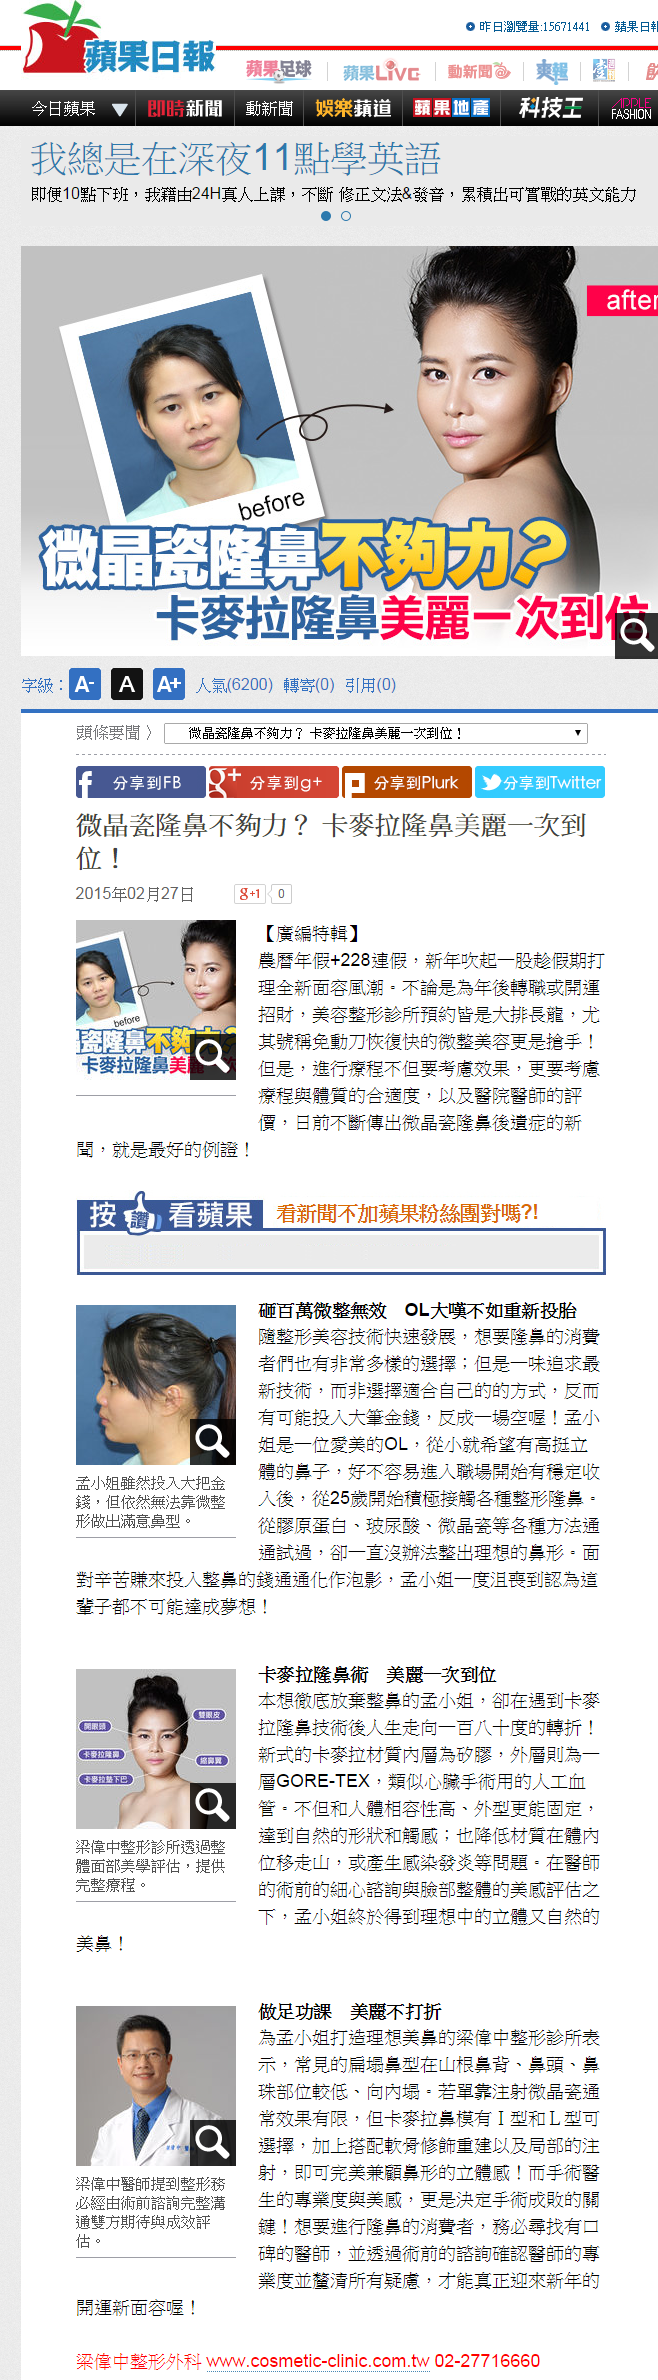 蘋果日報
昨日瀏覽量:15671441 蘋果日報
蘋果足球 蘋果LIVE 動新聞 爽報
今日蘋果 ▼ 即時新聞 動新聞 娛樂蘋道 蘋果地產 科技王 APPLE FASHION
我總是在深夜11點學英語
即便10點下班，我籍由24H真人上課，不斷 修正文法&發音，累積出可實戰的英文能力
after
before
微晶瓷隆鼻不夠力？
卡麥拉隆鼻美麗一次到位
字級： A- A A+ 人氣(6200) 轉寄(0) 引用(0)
頭條要聞 〉 微晶瓷隆鼻不夠力？ 卡麥拉隆鼻美麗一次到位！
分享到FB 分享到g+ 分享到Plurk 分享到Twitter
微晶瓷隆鼻不夠力？ 卡麥拉隆鼻美麗一次到
位！
2015年02月27日 g+1 0
before
晶瓷隆鼻不夠力？
卡麥拉隆鼻美
【廣編特輯】
農曆年假+228連假，新年吹起一股趁假期打
理全新面容風潮。不論是為年後轉職或開運
招財，美容整形診所預約皆是大排長龍，尤
其號稱免動刀恢復快的微整美容更是搶手！
但是，進行療程不但要考慮效果，更要考慮
療程與體質的合適度，以及醫院醫師的評
價，日前不斷傳出微晶瓷隆鼻後遺症的新
聞，就是最好的例證！
按讚看蘋果 看新聞不加蘋果粉絲團對嗎?!
砸百萬微整無效　OL大嘆不如重新投胎
隨整形美容技術快速發展，想要隆鼻的消費
者們也有非常多樣的選擇；但是一味追求最
新技術，而非選擇適合自己的的方式，反而
有可能投入大筆金錢，反成一場空喔！孟小
姐是一位愛美的OL，從小就希望有高挺立
體的鼻子，好不容易進入職場開始有穩定收
入後，從25歲開始積極接觸各種整形隆鼻。
從膠原蛋白、玻尿酸、微晶瓷等各種方法通
通試過，卻一直沒辦法整出理想的鼻形。面
對辛苦賺來投入整鼻的錢通通化作泡影，孟小姐一度沮喪到認為這
輩子都不可能達成夢想！
孟小姐雖然投入大把金
錢，但依然無法靠微整
形做出滿意鼻型。
卡麥拉隆鼻術　美麗一次到位
本想徹底放棄整鼻的孟小姐，卻在遇到卡麥
拉隆鼻技術後人生走向一百八十度的轉折！
新式的卡麥拉材質內層為矽膠，外層則為一
層GORE-TEX，類似心臟手術用的人工血
管。不但和人體相容性高、外型更能固定，
達到自然的形狀和觸感；也降低材質在體內
位移走山，或產生感染發炎等問題。在醫師
的術前的細心諮詢與臉部整體的美感評估之
下，孟小姐終於得到理想中的立體又自然的
美鼻！
雙眼皮
開眼頭
卡麥拉隆鼻
縮鼻翼
卡麥拉墊下巴
梁偉中整形診所透過整
體面部美學評估，提供
完整療程。
做足功課　美麗不打折
為孟小姐打造理想美鼻的梁偉中整形診所表
示，常見的扁塌鼻型在山根鼻背、鼻頭、鼻
珠部位較低、向內塌。若單靠注射微晶瓷通
常效果有限，但卡麥拉鼻模有Ｉ型和Ｌ型可
選擇，加上搭配軟骨修飾重建以及局部的注
射，即可完美兼顧鼻形的立體感！而手術醫
生的專業度與美感，更是決定手術成敗的關
鍵！想要進行隆鼻的消費者，務必尋找有口
碑的醫師，並透過術前的諮詢確認醫師的專
業度並釐清所有疑慮，才能真正迎來新年的
開運新面容喔！
梁偉中醫師提到整形務
必經由術前諮詢完整溝
通雙方期待與成效評
估。
梁偉中整形外科 www.cosmetic-clinic.com.tw 02-27716660